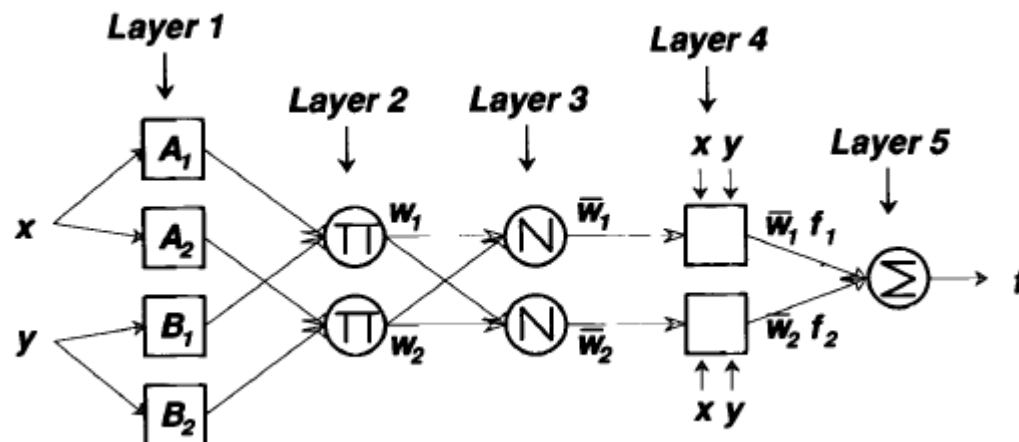 Layer 1
Layer 4
Layer 2
Layer 3
x y
Layer 5
A₁
x
A₂
Π
w₁
N
w̅₁
w̅₁ f₁
Σ
y
B₁
Π
w₂
N
w̅₂
w̅₂ f₂
B₂
x y